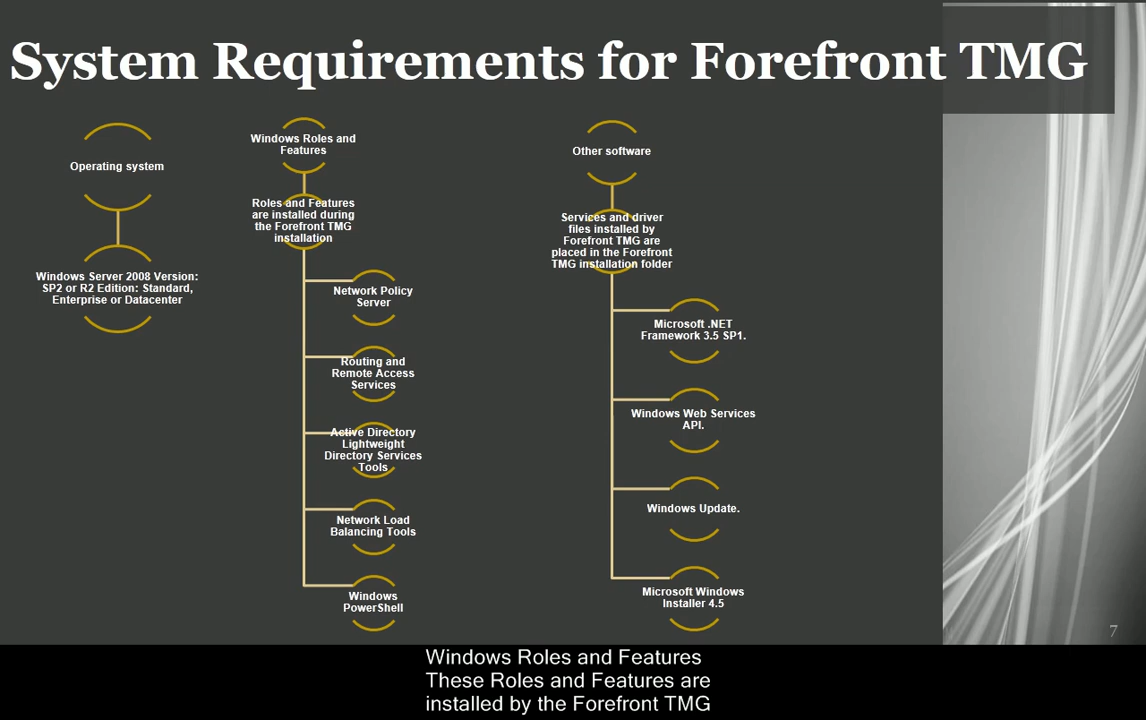 System Requirements for Forefront TMG
Operating system
Windows Server 2008 Version:
SP2 or R2 Edition: Standard,
Enterprise or Datacenter
Windows Roles and
Features
Roles and Features
are installed during
the Forefront TMG
installation
Network Policy
Server
Routing and
Remote Access
Services
Active Directory
Lightweight
Directory Services
Tools
Network Load
Balancing Tools
Windows
PowerShell
Other software
Services and driver
files installed by
Forefront TMG are
placed in the Forefront
TMG installation folder
Microsoft .NET
Framework 3.5 SP1.
Windows Web Services
API.
Windows Update.
Microsoft Windows
Installer 4.5
7
Windows Roles and Features
These Roles and Features are
installed by the Forefront TMG